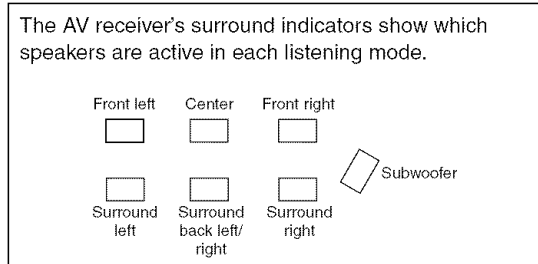 The AV receiver's surround indicators show which
speakers are active in each listening mode.
Front left Center Front right
Subwoofer
Surround left
Surround back left/ right
Surround right